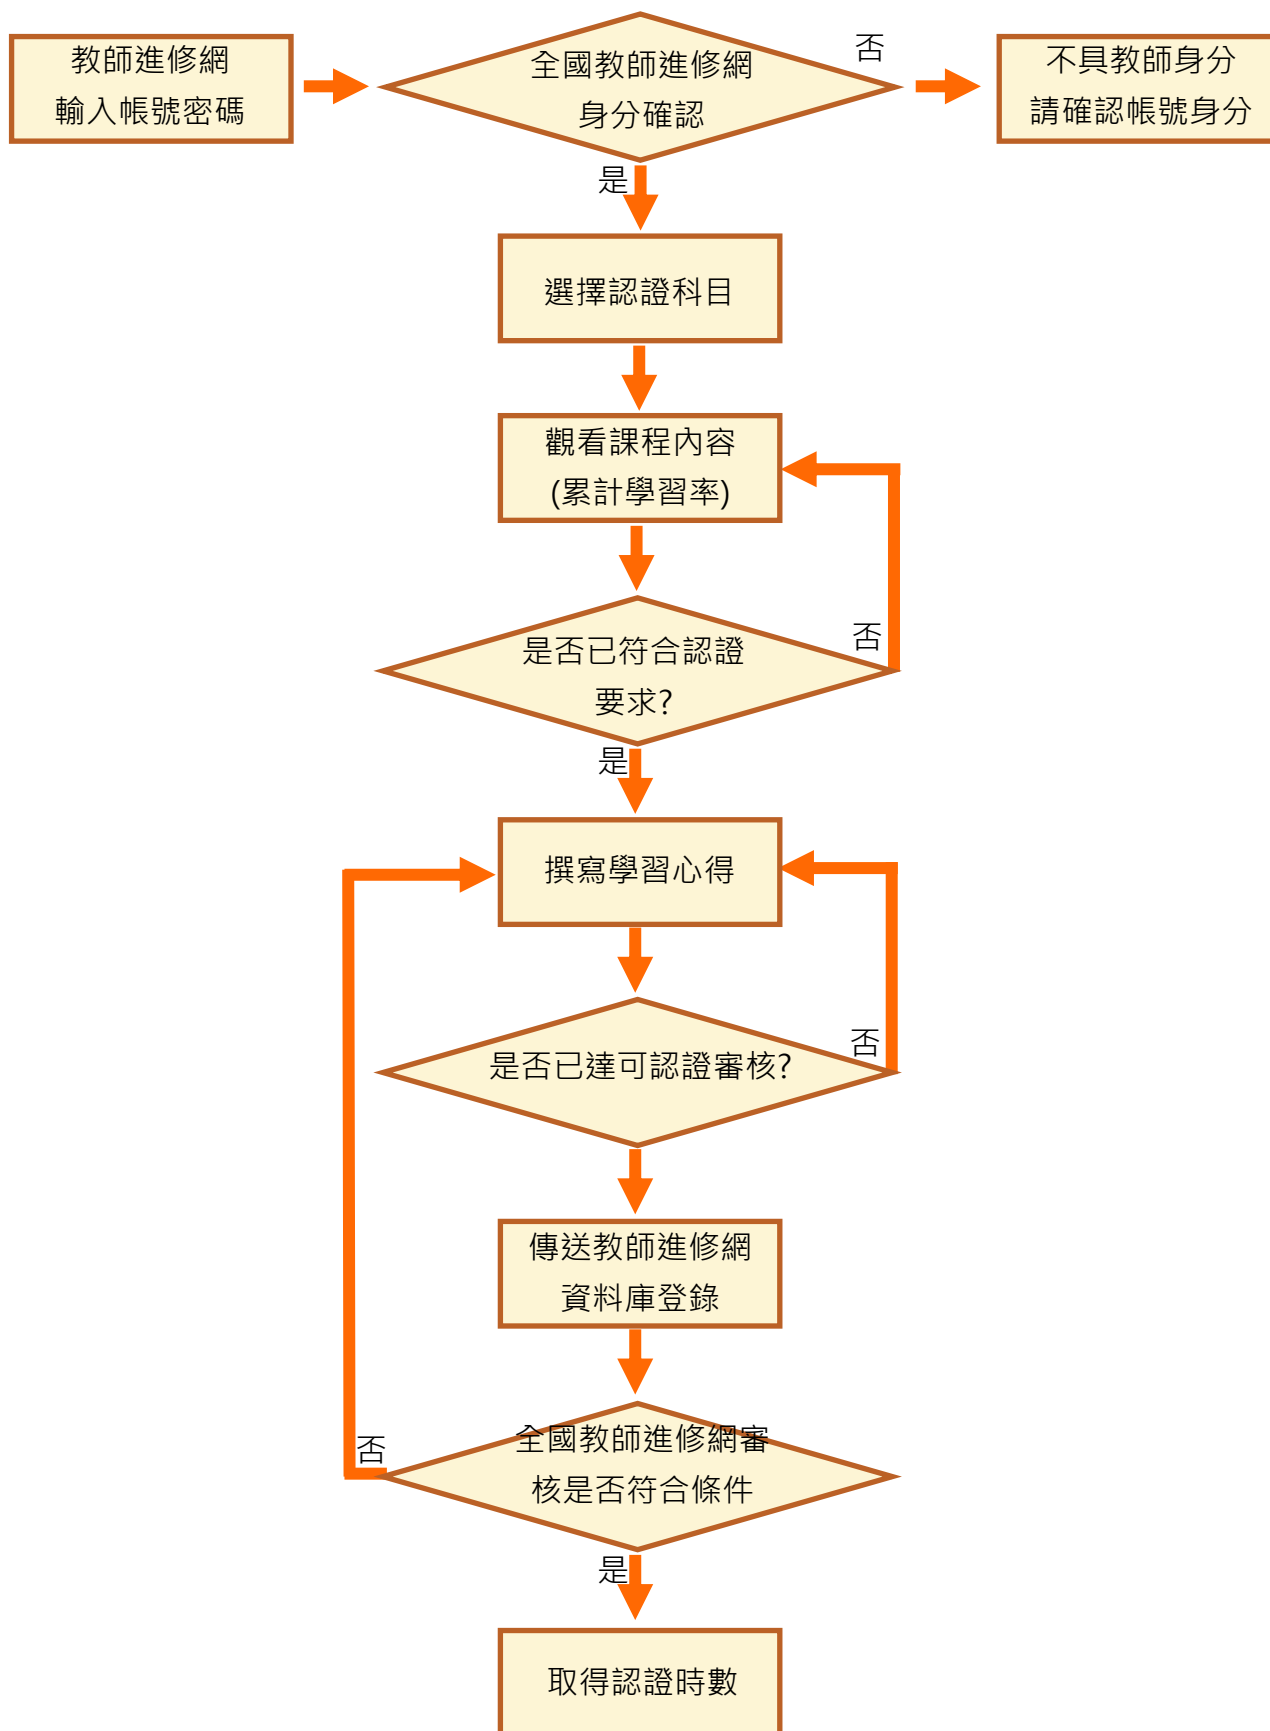 教師進修網
輸入帳號密碼
全國教師進修網
身分確認
否
不具教師身分
請確認帳號身分
是
選擇認證科目
觀看課程內容
(累計學習率)
是否已符合認證
要求?
否
是
撰寫學習心得
是否已達可認證審核?
否
傳送教師進修網
資料庫登錄
全國教師進修網審
核是否符合條件
否
是
取得認證時數